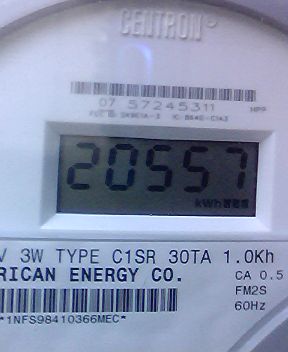 CENTRON®
07 57245311 HPP
20557
kWh
V 3W TYPE C1SR 30TA 1.0Kh
RICAN ENERGY CO. CA 0.5
FM2S
60Hz
*1NFS98410366MEC*